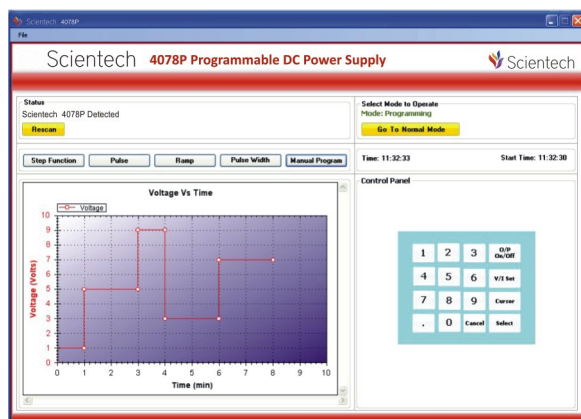 Scientech 4078P
File
Scientech 4078P Programmable DC Power Supply
Scientech
Status
Scientech 4078P Detected
Rescan
Select Mode to Operate
Mode: Programming
Go To Normal Mode
Step Function
Pulse
Ramp
Pulse Width
Manual Program
Time: 11:32:33
Start Time: 11:32:30
Voltage Vs Time
Voltage
10
9
8
7
6
5
4
3
2
1
0
Voltage (Volts)
0 1 2 3 4 5 6 7 8 9 10
Time (min)
Control Panel
1 2 3 O/P On/Off
4 5 6 V/I Set
7 8 9 Cursor
. 0 Cancel Select